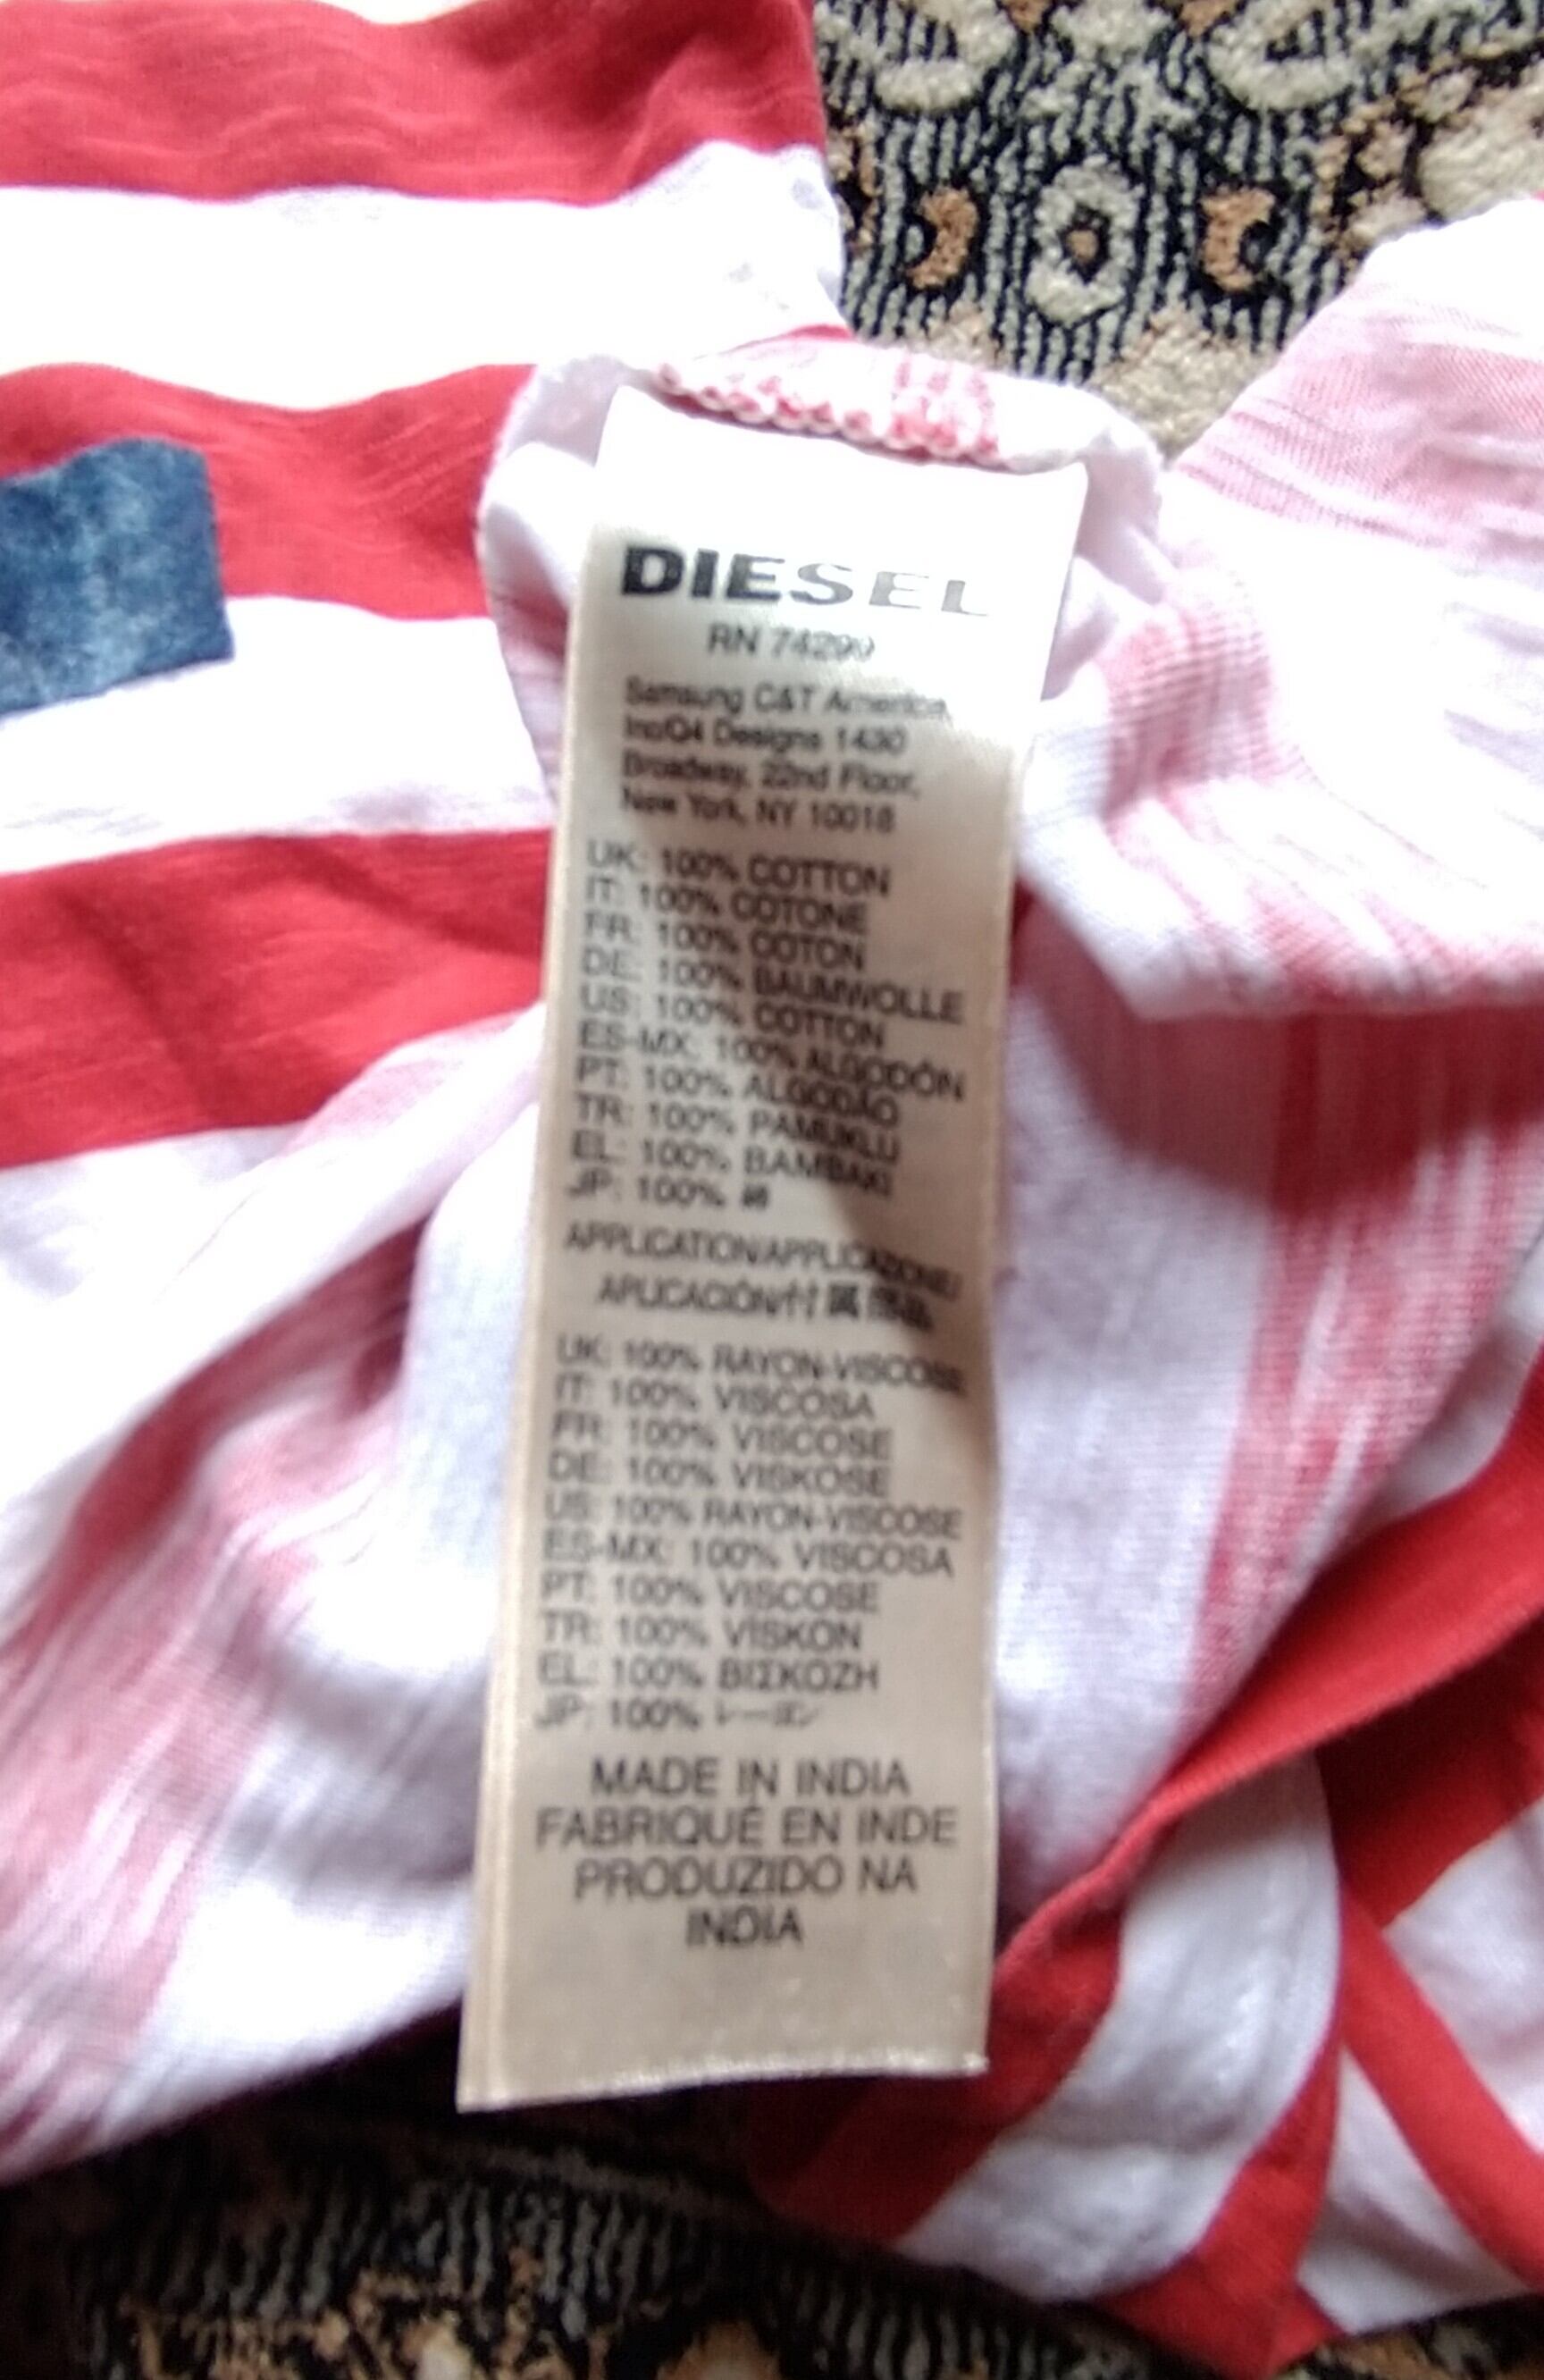 DIESEL
RN 74299
Samsung C&T America,
Inc/Q4 Designs 1430
Broadway, 22nd Floor,
New York, NY 10018
UK: 100% COTTON
IT: 100% COTONE
FR: 100% COTON
DE: 100% BAUMWOLLE
US: 100% COTTON
ES-MX: 100% ALGODÓN
PT: 100% ALGODÃO
TR: 100% PAMUKLU
EL: 100% BAMBAKI
JP: 100% 綿
APPLICATION/APPLICAZIONE/
APLICACIÓN/付属部品
UK: 100% RAYON-VISCOSE
IT: 100% VISCOSA
FR: 100% VISCOSE
DE: 100% VISKOSE
US: 100% RAYON-VISCOSE
ES-MX: 100% VISCOSA
PT: 100% VISCOSE
TR: 100% VISKON
EL: 100% ΒΙΣΚΟΖΗ
JP: 100% レーヨン
MADE IN INDIA
FABRIQUÉ EN INDE
PRODUZIDO NA
INDIA